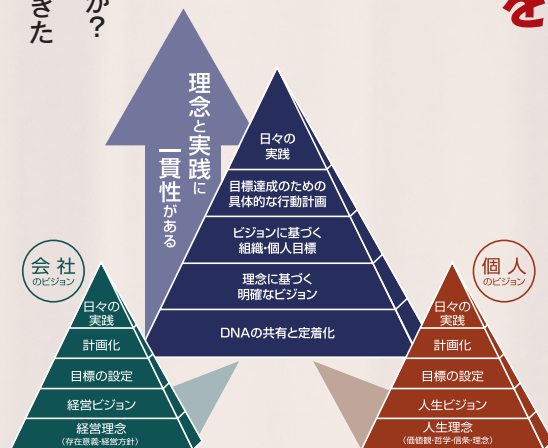 か?
きた
を
理念と実践に
一貫性がある
日々の
実践
目標達成のための
具体的な行動計画
ビジョンに基づく
組織・個人目標
理念に基づく
明確なビジョン
DNAの共有と定着化
会社
のビジョン
日々の
実践
計画化
目標の設定
経営ビジョン
経営理念
(存在意義・経営方針)
個人
のビジョン
日々の
実践
計画化
目標の設定
人生ビジョン
人生理念
(価値観・哲学・信条・理念)